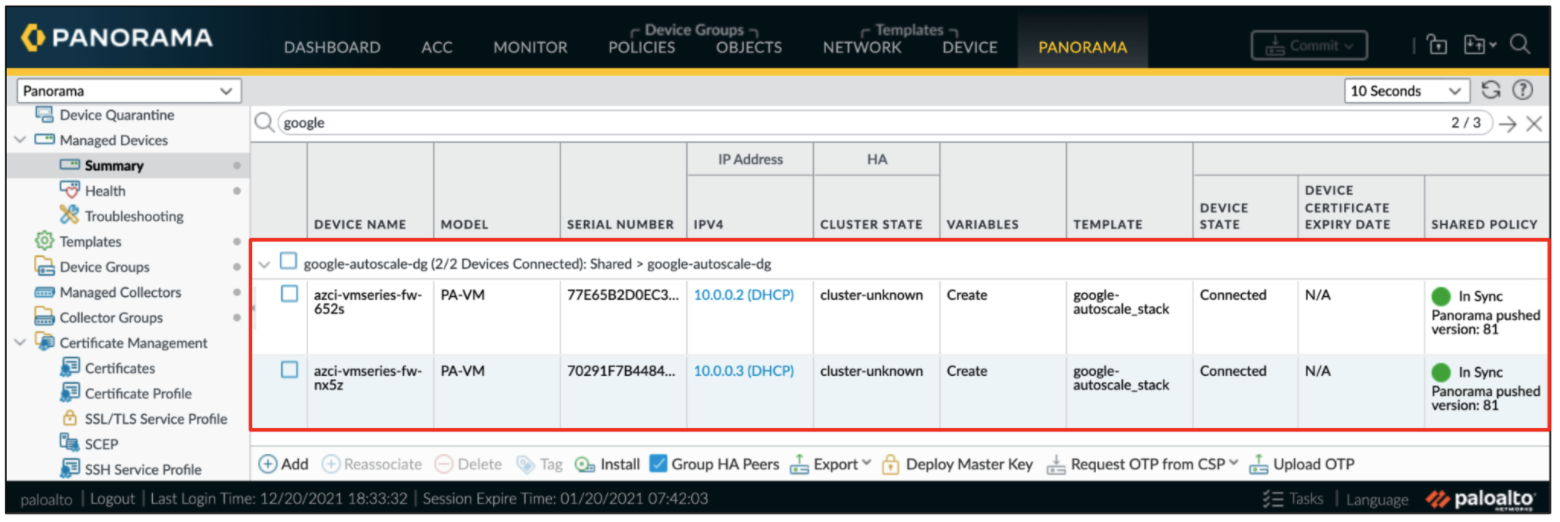 PANORAMA
Device Groups
Templates
DASHBOARD ACC MONITOR POLICIES OBJECTS NETWORK DEVICE PANORAMA
Commit
Panorama
10 Seconds
Device Quarantine
Managed Devices
Summary
Health
Troubleshooting
Templates
Device Groups
Managed Collectors
Collector Groups
Certificate Management
Certificates
Certificate Profile
SSL/TLS Service Profile
SCEP
SSH Service Profile
google
2 / 3
IP Address HA
DEVICE NAME MODEL SERIAL NUMBER IPV4 CLUSTER STATE VARIABLES TEMPLATE
DEVICE
STATE
DEVICE
CERTIFICATE
EXPIRY DATE
SHARED POLICY
google-autoscale-dg (2/2 Devices Connected): Shared > google-autoscale-dg
azci-vmseries-fw-
652s
PA-VM
77E65B2D0EC3...
10.0.0.2 (DHCP)
cluster-unknown
Create
google-
autoscale_stack
Connected
N/A
In Sync
Panorama pushed
version: 81
azci-vmseries-fw-
nx5z
PA-VM
70291F7B4484...
10.0.0.3 (DHCP)
cluster-unknown
Create
google-
autoscale_stack
Connected
N/A
In Sync
Panorama pushed
version: 81
Add Reassociate Delete Tag Install Group HA Peers Export Deploy Master Key Request OTP from CSP Upload OTP
paloalto | Logout | Last Login Time: 12/20/2021 18:33:32 | Session Expire Time: 01/20/2021 07:42:03
Tasks | Language
paloalto
NETWORKS